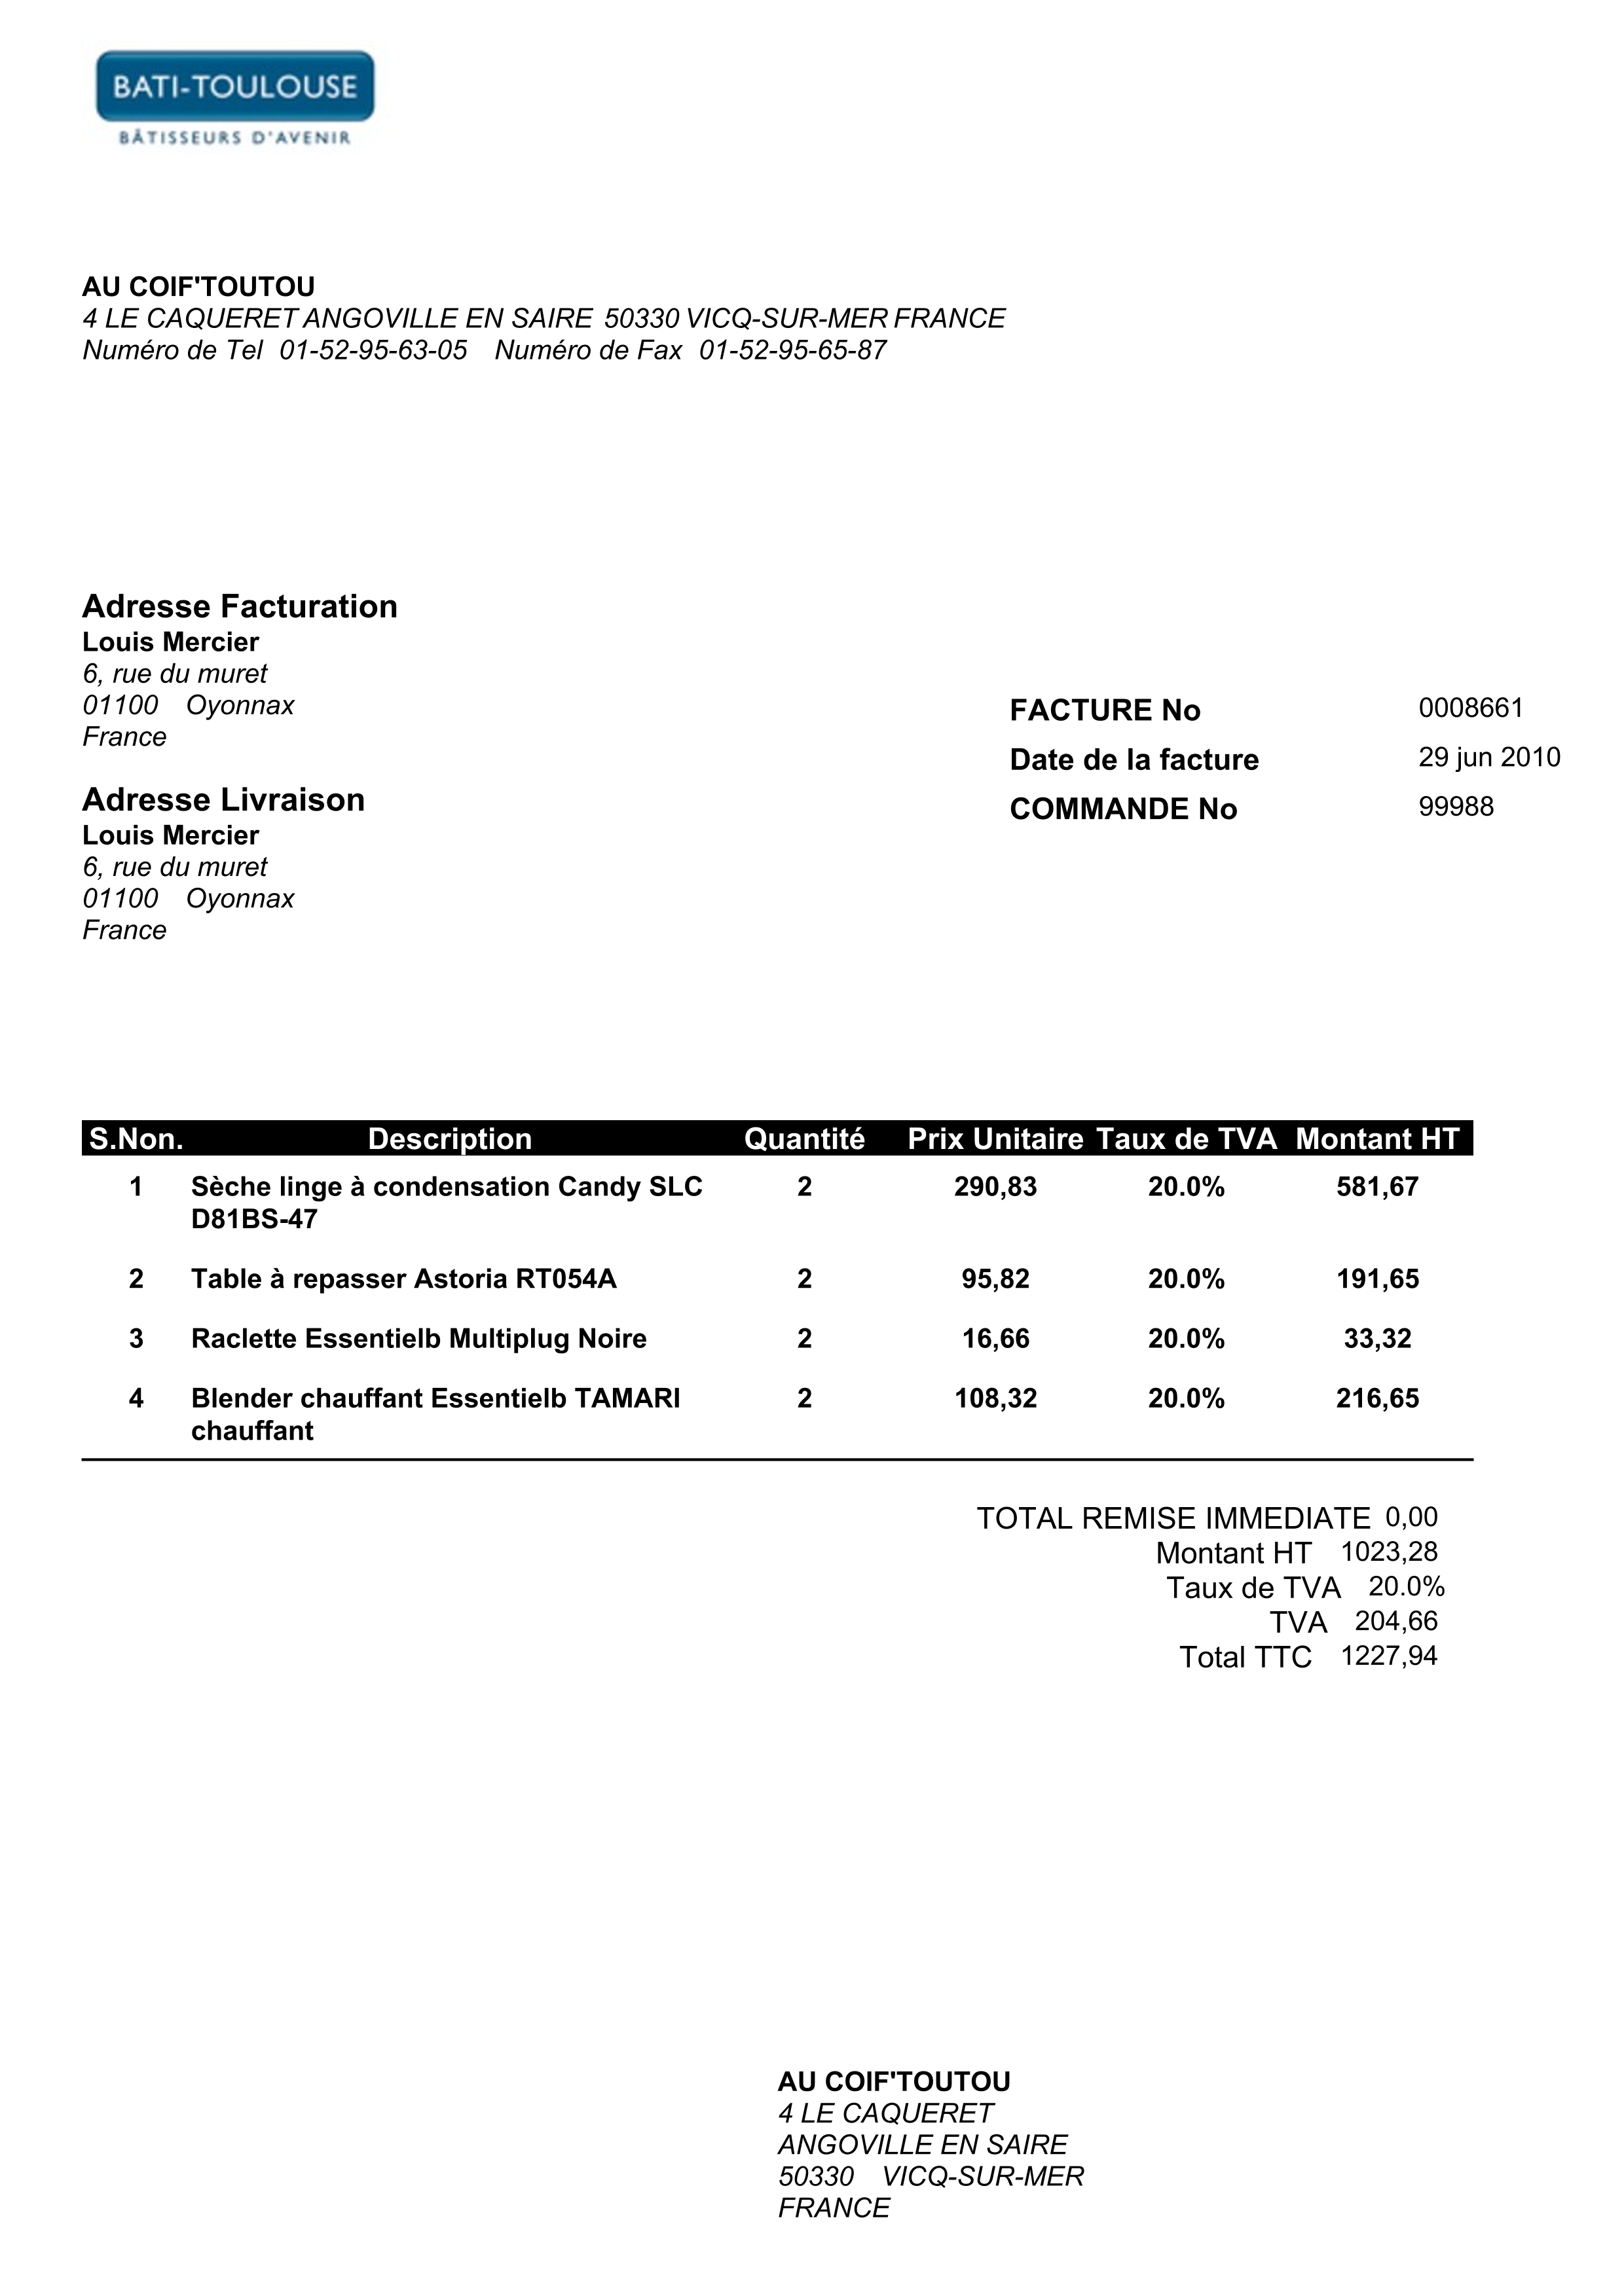 BATI-TOULOUSE
BÂTISSEURS D'AVENIR
AU COIF'TOUTOU
4 LE CAQUERET ANGOVILLE EN SAIRE 50330 VICQ-SUR-MER FRANCE
Numéro de Tel 01-52-95-63-05 Numéro de Fax 01-52-95-65-87
Adresse Facturation
Louis Mercier
6, rue du muret
01100 Oyonnax
France
FACTURE No 0008661
Date de la facture 29 jun 2010
COMMANDE No 99988
Adresse Livraison
Louis Mercier
6, rue du muret
01100 Oyonnax
France
S.Non. Description Quantité Prix Unitaire Taux de TVA Montant HT
1 Sèche linge à condensation Candy SLC 2 290,83 20.0% 581,67
D81BS-47
2 Table à repasser Astoria RT054A 2 95,82 20.0% 191,65
3 Raclette Essentielb Multiplug Noire 2 16,66 20.0% 33,32
4 Blender chauffant Essentielb TAMARI 2 108,32 20.0% 216,65
chauffant
TOTAL REMISE IMMEDIATE 0,00
Montant HT 1023,28
Taux de TVA 20.0%
TVA 204,66
Total TTC 1227,94
AU COIF'TOUTOU
4 LE CAQUERET
ANGOVILLE EN SAIRE
50330 VICQ-SUR-MER
FRANCE